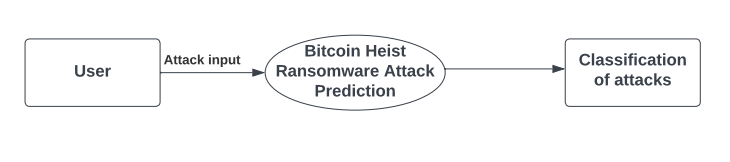 User
Attack input
Bitcoin Heist
Ransomware Attack
Prediction
Classification
of attacks